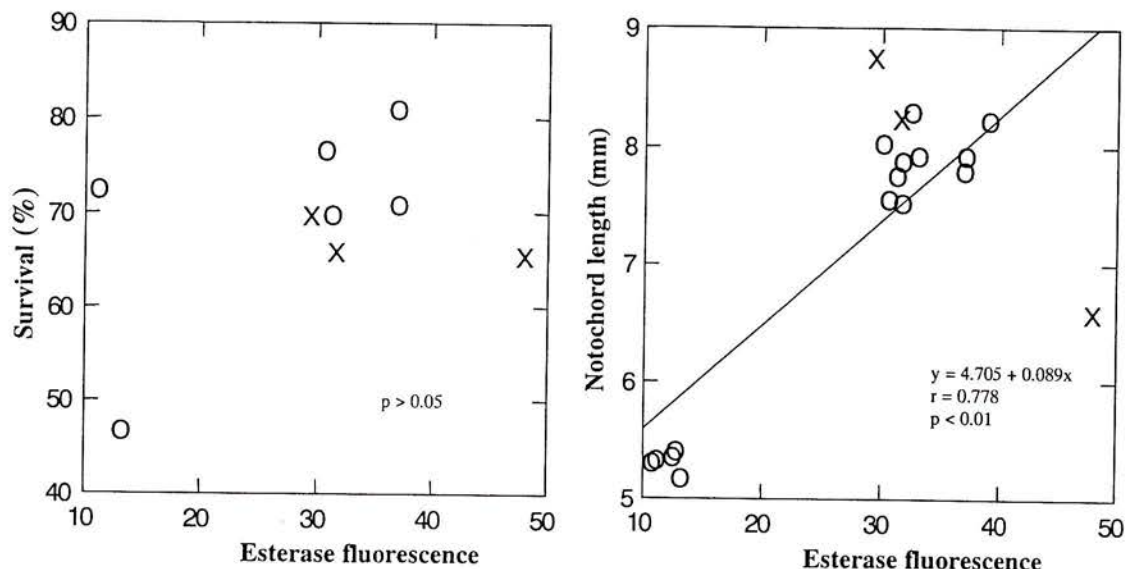 90
80
70
60
50
40
Survival (%)
p > 0.05
10 20 30 40 50
Esterase fluorescence
9
8
7
6
5
Notochord length (mm)
y = 4.705 + 0.089x
r = 0.778
p < 0.01
10 20 30 40 50
Esterase fluorescence